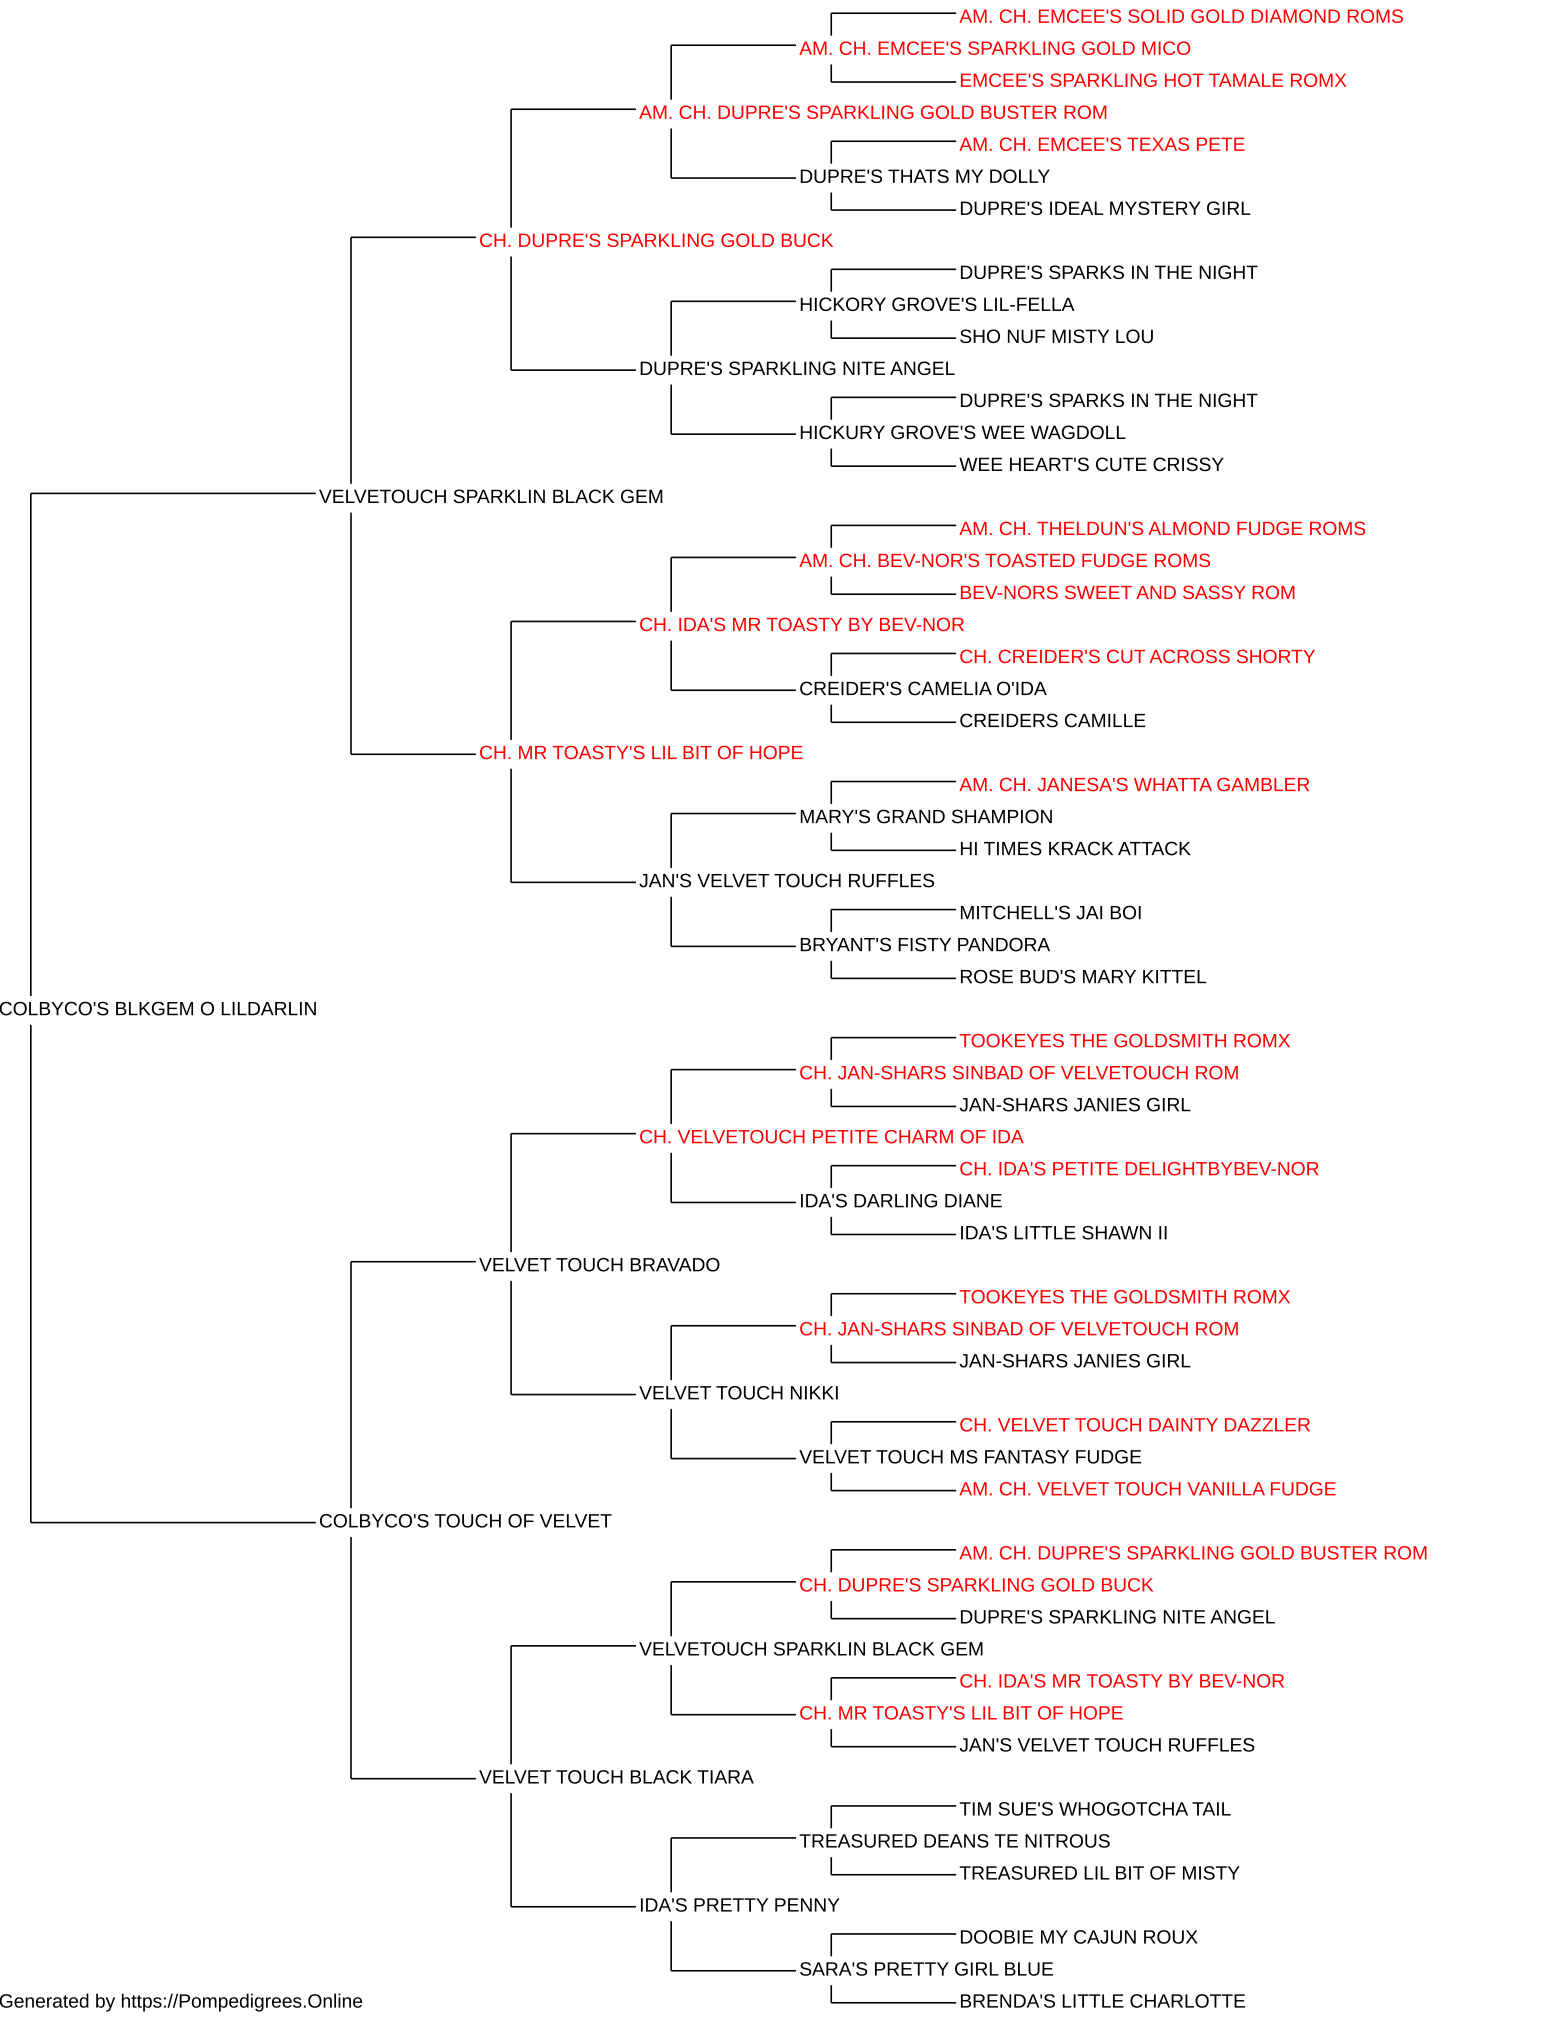 AM. CH. EMCEE'S SOLID GOLD DIAMOND ROMS
AM. CH. EMCEE'S SPARKLING GOLD MICO
EMCEE'S SPARKLING HOT TAMALE ROMX
AM. CH. DUPRE'S SPARKLING GOLD BUSTER ROM
AM. CH. EMCEE'S TEXAS PETE
DUPRE'S THATS MY DOLLY
DUPRE'S IDEAL MYSTERY GIRL
CH. DUPRE'S SPARKLING GOLD BUCK
DUPRE'S SPARKS IN THE NIGHT
HICKORY GROVE'S LIL-FELLA
SHO NUF MISTY LOU
DUPRE'S SPARKLING NITE ANGEL
DUPRE'S SPARKS IN THE NIGHT
HICKURY GROVE'S WEE WAGDOLL
WEE HEART'S CUTE CRISSY
VELVETOUCH SPARKLIN BLACK GEM
AM. CH. THELDUN'S ALMOND FUDGE ROMS
AM. CH. BEV-NOR'S TOASTED FUDGE ROMS
BEV-NORS SWEET AND SASSY ROM
CH. IDA'S MR TOASTY BY BEV-NOR
CH. CREIDER'S CUT ACROSS SHORTY
CREIDER'S CAMELIA O'IDA
CREIDERS CAMILLE
CH. MR TOASTY'S LIL BIT OF HOPE
AM. CH. JANESA'S WHATTA GAMBLER
MARY'S GRAND SHAMPION
HI TIMES KRACK ATTACK
JAN'S VELVET TOUCH RUFFLES
MITCHELL'S JAI BOI
BRYANT'S FISTY PANDORA
ROSE BUD'S MARY KITTEL
COLBYCO'S BLKGEM O LILDARLIN
TOOKEYES THE GOLDSMITH ROMX
CH. JAN-SHARS SINBAD OF VELVETOUCH ROM
JAN-SHARS JANIES GIRL
CH. VELVETOUCH PETITE CHARM OF IDA
CH. IDA'S PETITE DELIGHTBYBEV-NOR
IDA'S DARLING DIANE
IDA'S LITTLE SHAWN II
VELVET TOUCH BRAVADO
TOOKEYES THE GOLDSMITH ROMX
CH. JAN-SHARS SINBAD OF VELVETOUCH ROM
JAN-SHARS JANIES GIRL
VELVET TOUCH NIKKI
CH. VELVET TOUCH DAINTY DAZZLER
VELVET TOUCH MS FANTASY FUDGE
AM. CH. VELVET TOUCH VANILLA FUDGE
COLBYCO'S TOUCH OF VELVET
AM. CH. DUPRE'S SPARKLING GOLD BUSTER ROM
CH. DUPRE'S SPARKLING GOLD BUCK
DUPRE'S SPARKLING NITE ANGEL
VELVETOUCH SPARKLIN BLACK GEM
CH. IDA'S MR TOASTY BY BEV-NOR
CH. MR TOASTY'S LIL BIT OF HOPE
JAN'S VELVET TOUCH RUFFLES
VELVET TOUCH BLACK TIARA
TIM SUE'S WHOGOTCHA TAIL
TREASURED DEANS TE NITROUS
TREASURED LIL BIT OF MISTY
IDA'S PRETTY PENNY
DOOBIE MY CAJUN ROUX
SARA'S PRETTY GIRL BLUE
BRENDA'S LITTLE CHARLOTTE
Generated by https://Pompedigrees.Online